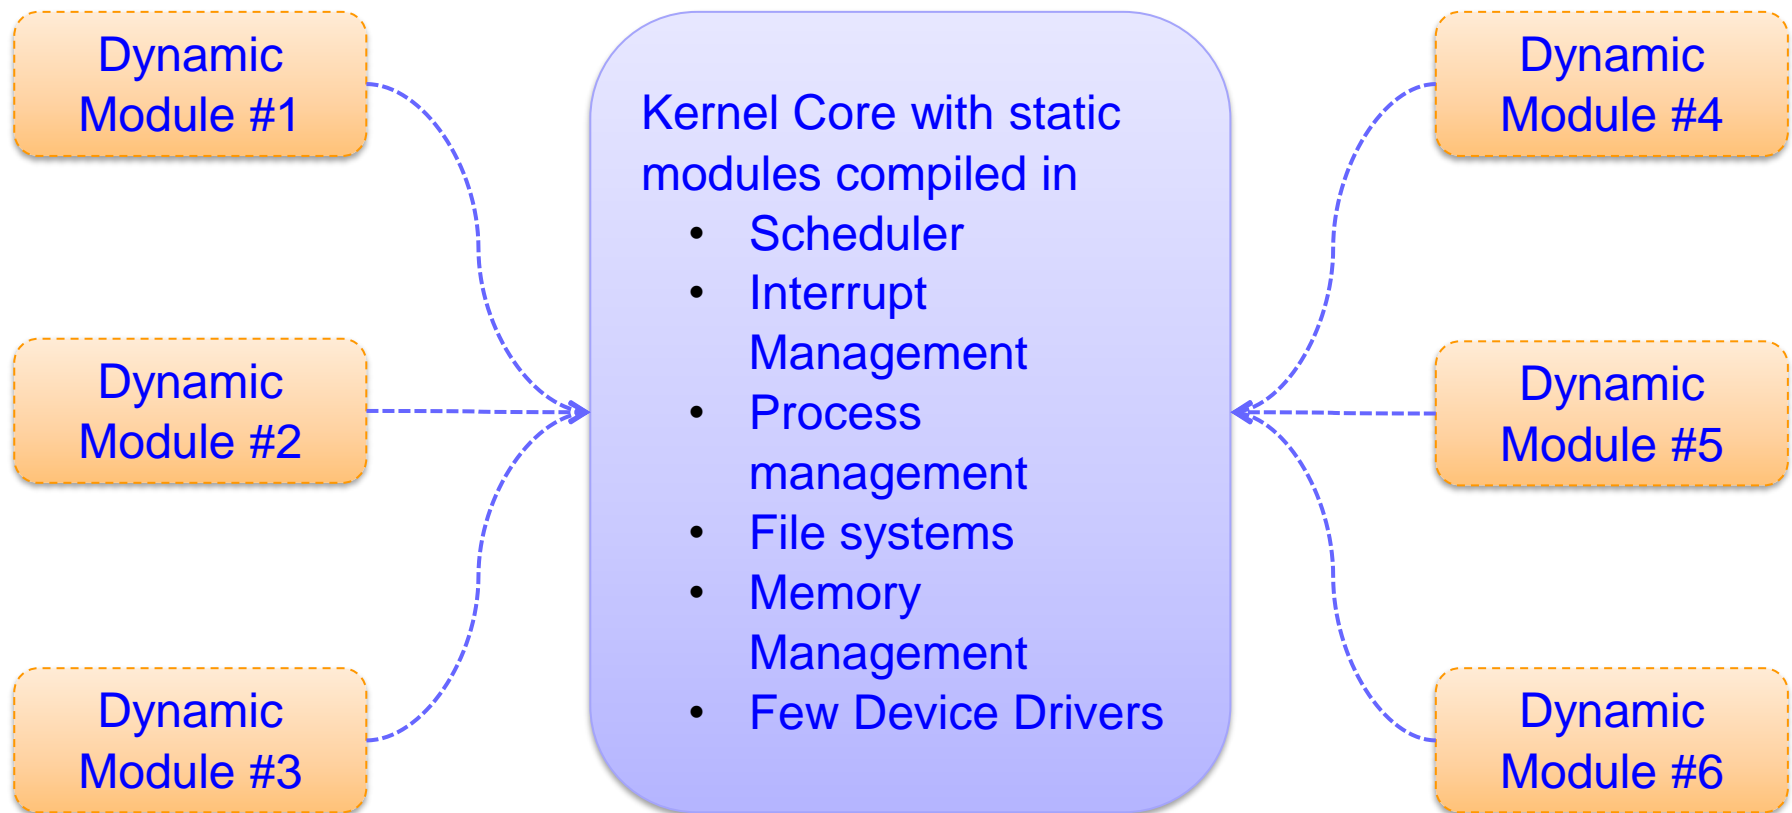 Dynamic
Module #1
Dynamic
Module #2
Dynamic
Module #3
Kernel Core with static
modules compiled in
• Scheduler
• Interrupt
Management
• Process
management
• File systems
• Memory
Management
• Few Device Drivers
Dynamic
Module #4
Dynamic
Module #5
Dynamic
Module #6